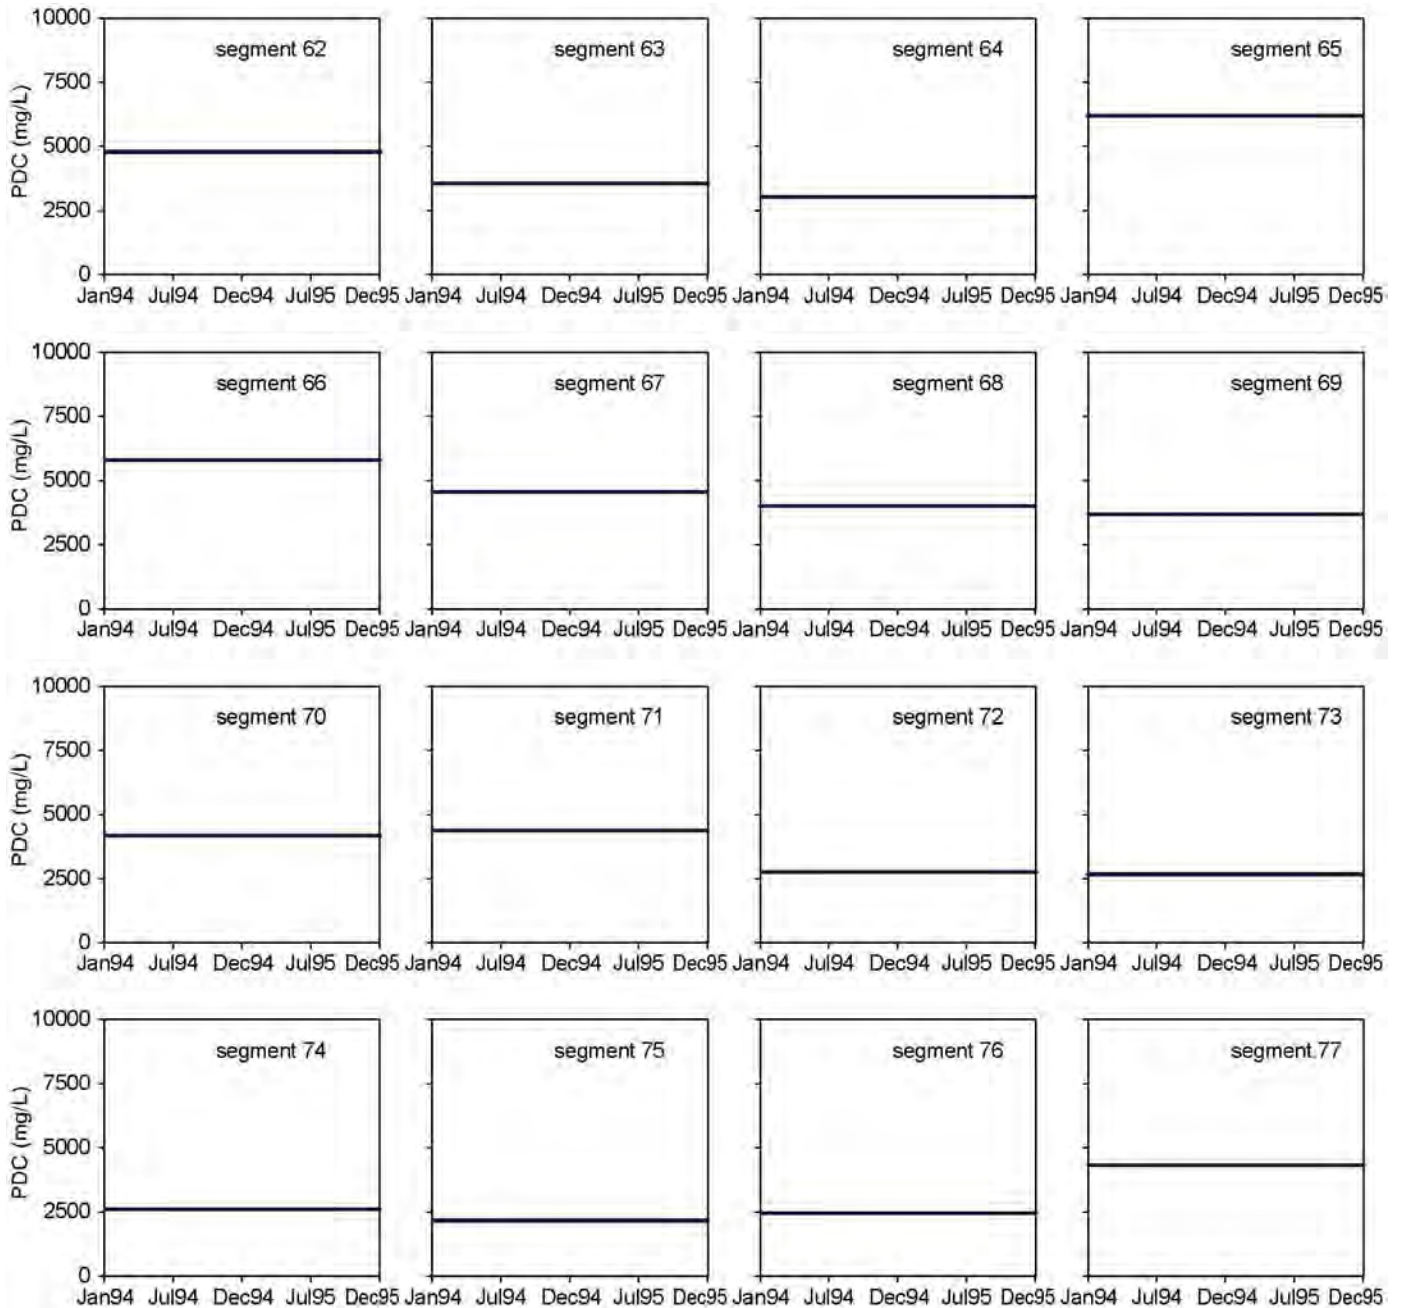 10000 segment 62 segment 63 segment 64 segment 65
7500
5000
2500
0
PDC (mg/L)
Jan94 Jul94 Dec94 Jul95 Dec95 Jan94 Jul94 Dec94 Jul95 Dec95 Jan94 Jul94 Dec94 Jul95 Dec95 Jan94 Jul94 Dec94 Jul95 Dec95
10000 segment 66 segment 67 segment 68 segment 69
7500
5000
2500
0
PDC (mg/L)
Jan94 Jul94 Dec94 Jul95 Dec95 Jan94 Jul94 Dec94 Jul95 Dec95 Jan94 Jul94 Dec94 Jul95 Dec95 Jan94 Jul94 Dec94 Jul95 Dec95
10000 segment 70 segment 71 segment 72 segment 73
7500
5000
2500
0
PDC (mg/L)
Jan94 Jul94 Dec94 Jul95 Dec95 Jan94 Jul94 Dec94 Jul95 Dec95 Jan94 Jul94 Dec94 Jul95 Dec95 Jan94 Jul94 Dec94 Jul95 Dec95
10000 segment 74 segment 75 segment 76 segment 77
7500
5000
2500
0
PDC (mg/L)
Jan94 Jul94 Dec94 Jul95 Dec95 Jan94 Jul94 Dec94 Jul95 Dec95 Jan94 Jul94 Dec94 Jul95 Dec95 Jan94 Jul94 Dec94 Jul95 Dec95